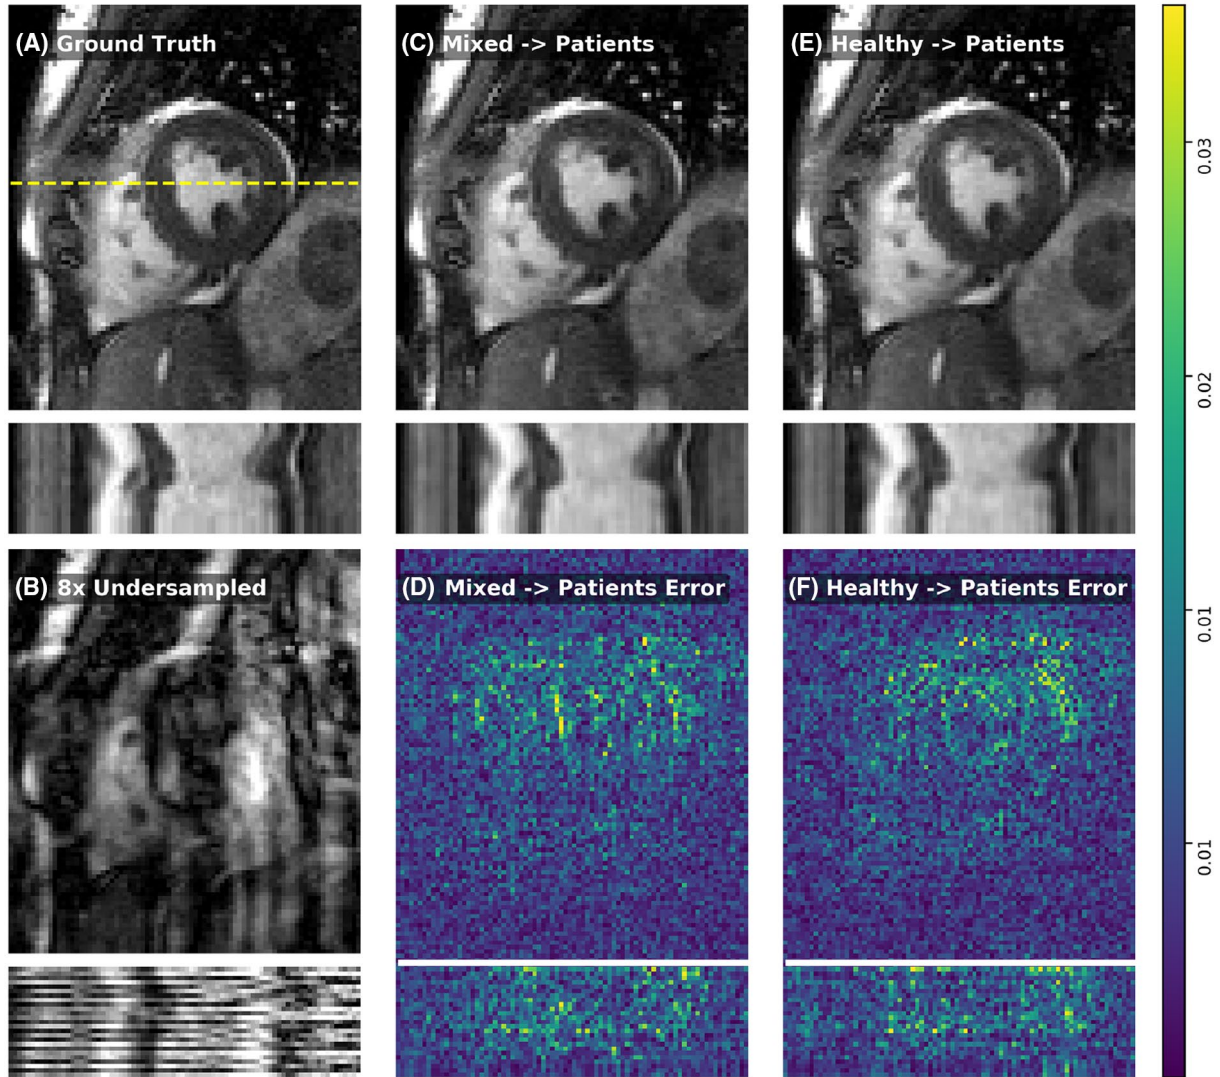 (A) Ground Truth
(C) Mixed -> Patients
(E) Healthy -> Patients
0.03
0.02
(B) 8x Undersampled
(D) Mixed -> Patients Error
(F) Healthy -> Patients Error
0.01
0.01